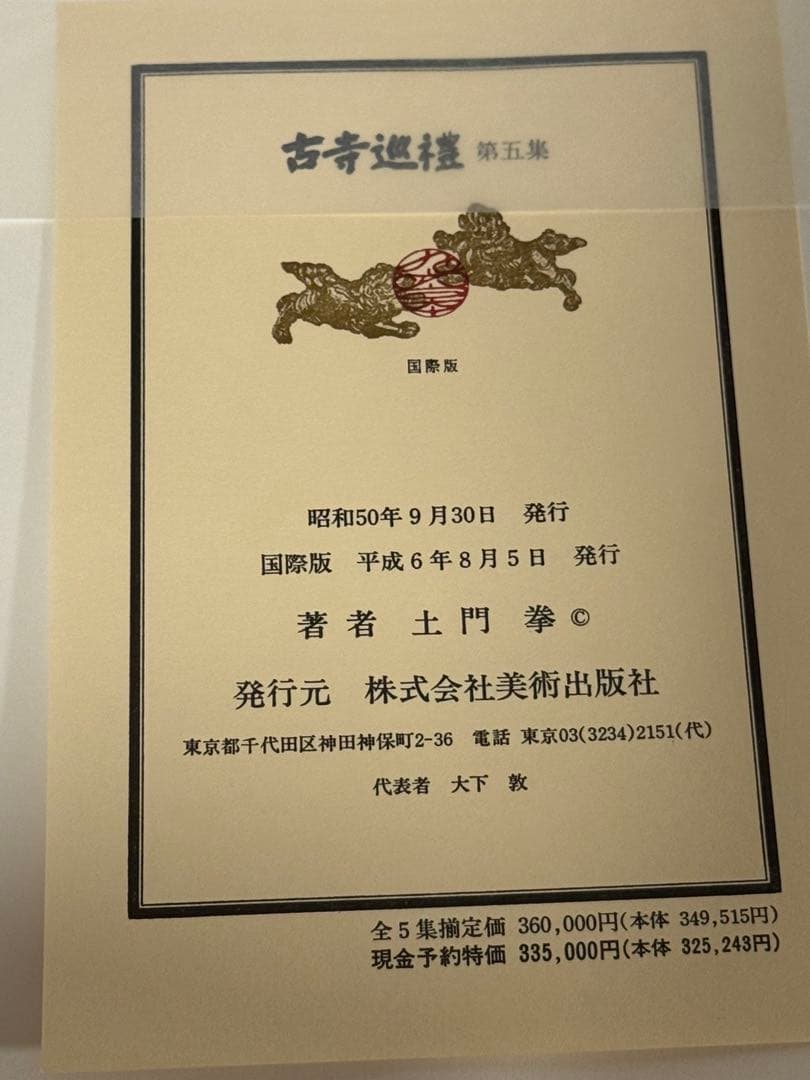 古寺巡禮 第五集
国際版
昭和50年9月30日 発行
国際版 平成6年8月5日 発行
著者 土門 拳 ©
発行元 株式会社美術出版社
東京都千代田区神田神保町2-36 電話 東京03(3234)2151(代)
代表者 大下 敦
全5集揃定価 360,000円(本体 349,515円)
現金予約特価 335,000円(本体 325,243円)